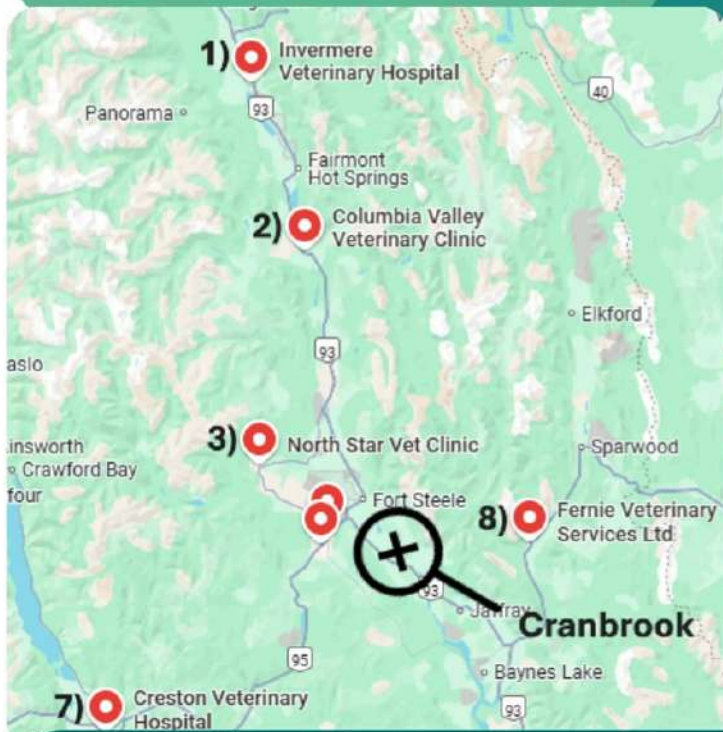 1)
Invermere
Veterinary Hospital
40
93
Panorama
Fairmont
Hot Springs
2)
Columbia Valley
Veterinary Clinic
Elkford
93
aslo
3)
North Star Vet Clinic
insworth
Crawford Bay
four
Sparwood
Fort Steele
8)
Fernie Veterinary
Services Ltd
93
Jaffray
Cranbrook
95
Baynes Lake
7)
Creston Veterinary
Hospital
93